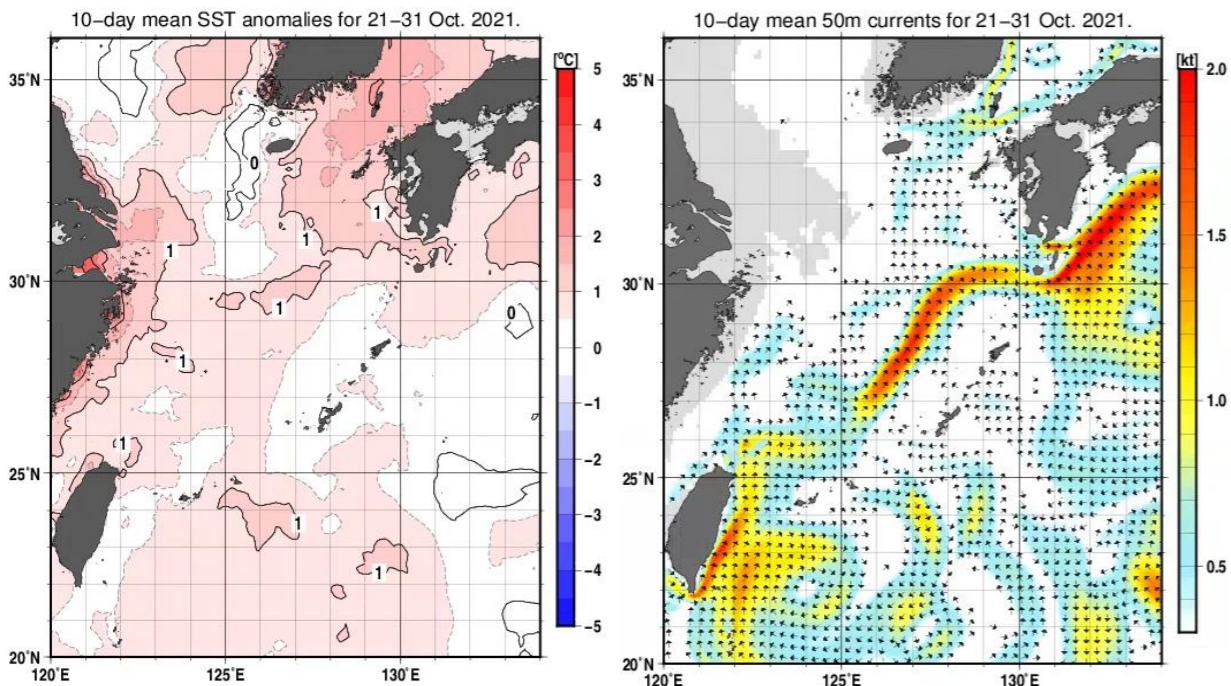 10-day mean SST anomalies for 21−31 Oct. 2021.
[°C]
5
4
3
2
1
0
−1
−2
−3
−4
−5
35°N
30°N
25°N
20°N
120°E
125°E
130°E
0
1
1
1
1
1
0
1
1
1
10-day mean 50m currents for 21−31 Oct. 2021.
[kt]
2.0
1.0
0.5
35°N
30°N
25°N
20°N
120°E
125°E
130°E